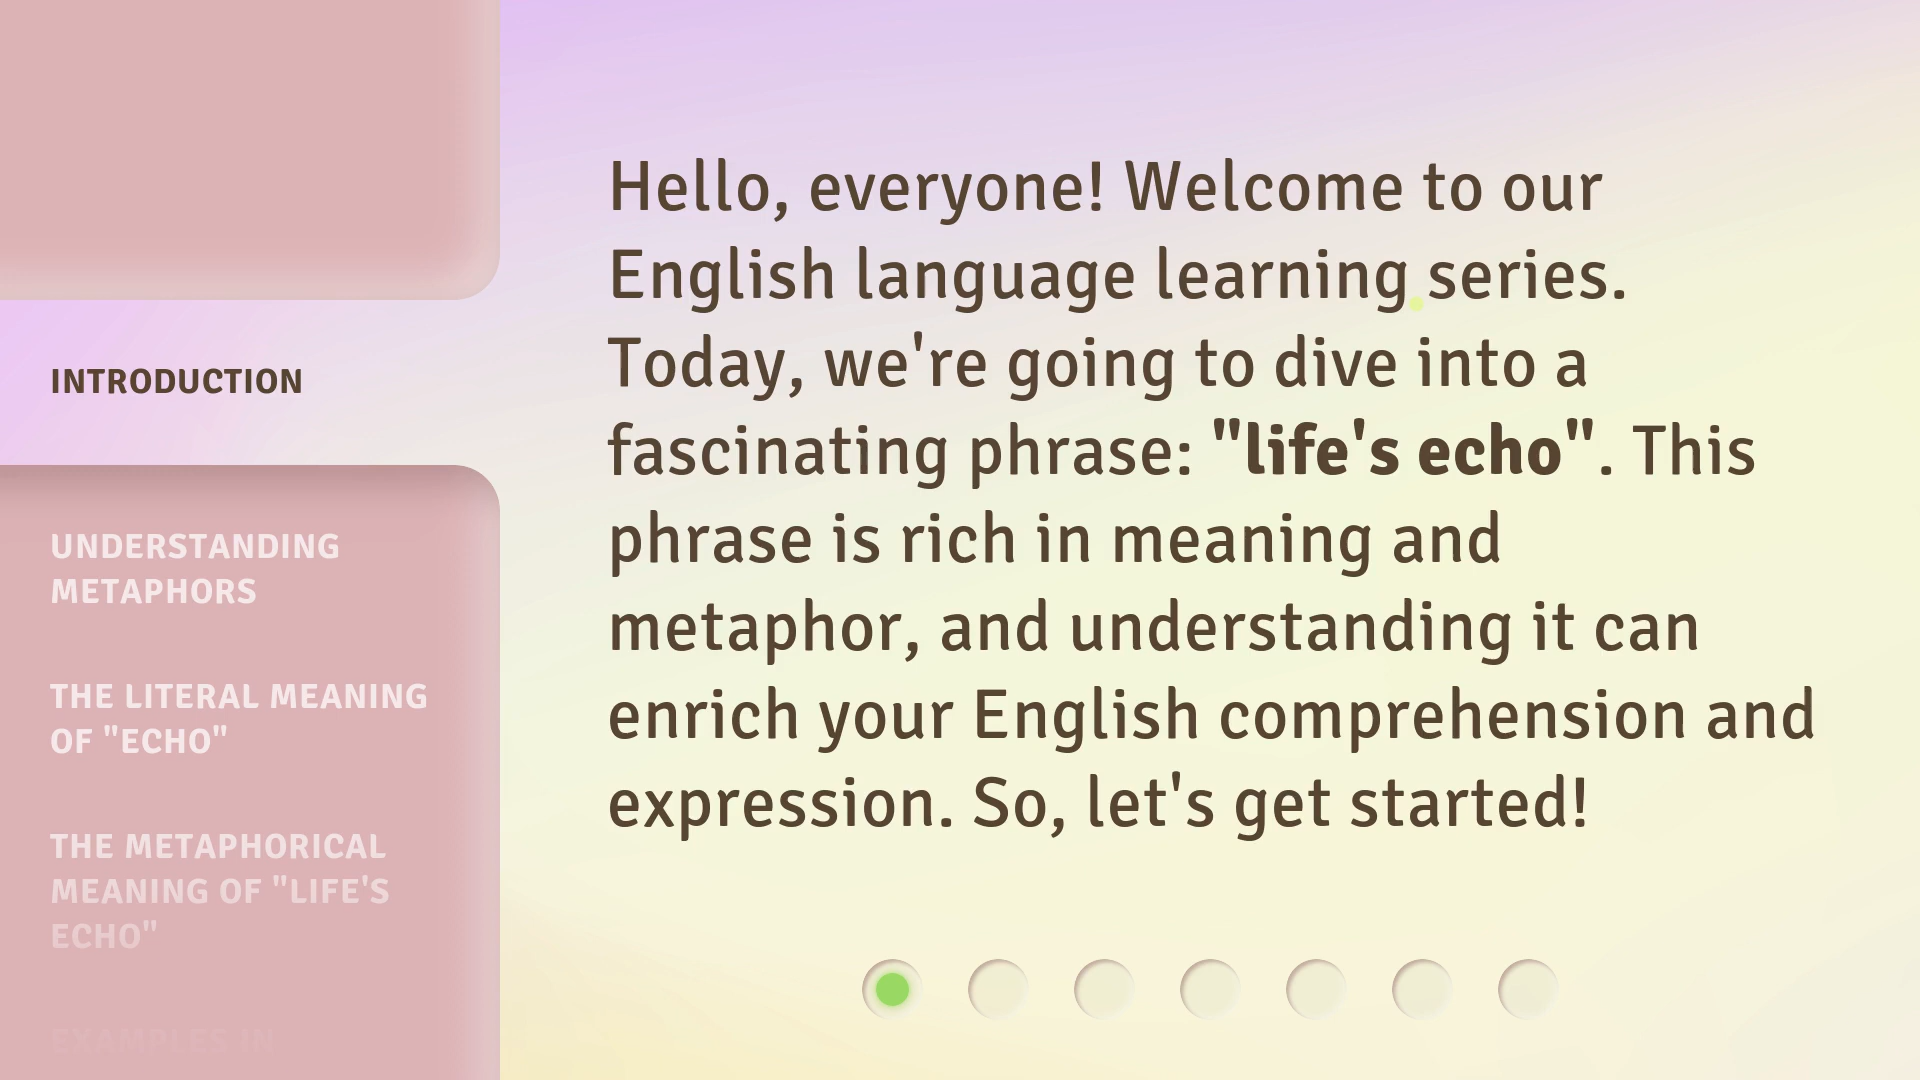 INTRODUCTION
UNDERSTANDING
METAPHORS
THE LITERAL MEANING
OF "ECHO"
THE METAPHORICAL
MEANING OF "LIFE'S
ECHO"
EXAMPLES IN
Hello, everyone! Welcome to our
English language learning series.
Today, we're going to dive into a
fascinating phrase: "life's echo". This
phrase is rich in meaning and
metaphor, and understanding it can
enrich your English comprehension and
expression. So, let's get started!